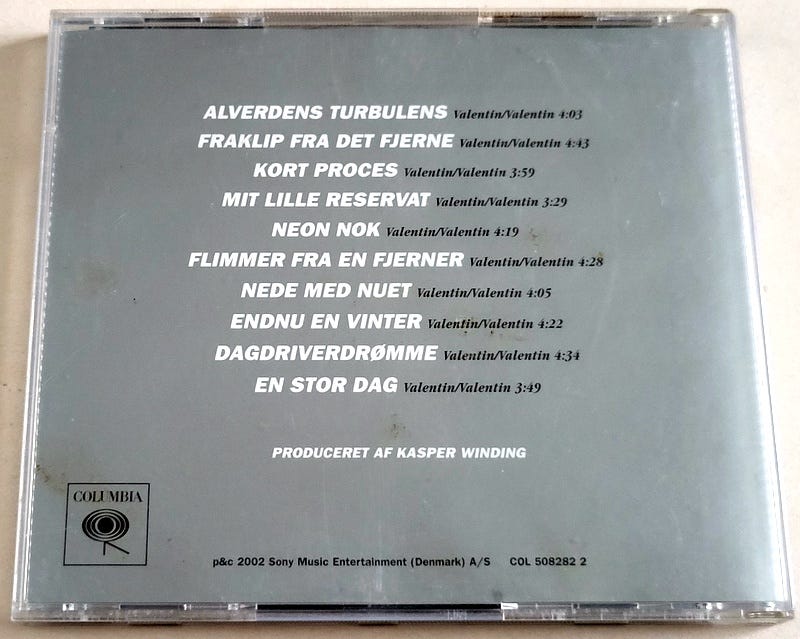 ALVERDENS TURBULENS Valentin/Valentin 4:03
FRAKLIP FRA DET FJERNE Valentin/Valentin 4:43
KORT PROCES Valentin/Valentin 3:59
MIT LILLE RESERVAT Valentin/Valentin 3:29
NEON NOK Valentin/Valentin 4:19
FLIMMER FRA EN FJERNER Valentin/Valentin 4:28
NEDE MED NUET Valentin/Valentin 4:05
ENDNU EN VINTER Valentin/Valentin 4:22
DAGDRIVERDRØMME Valentin/Valentin 4:34
EN STOR DAG Valentin/Valentin 3:49
PRODUCERET AF KASPER WINDING
COLUMBIA
p&c 2002 Sony Music Entertainment (Denmark) A/S COL 508282 2